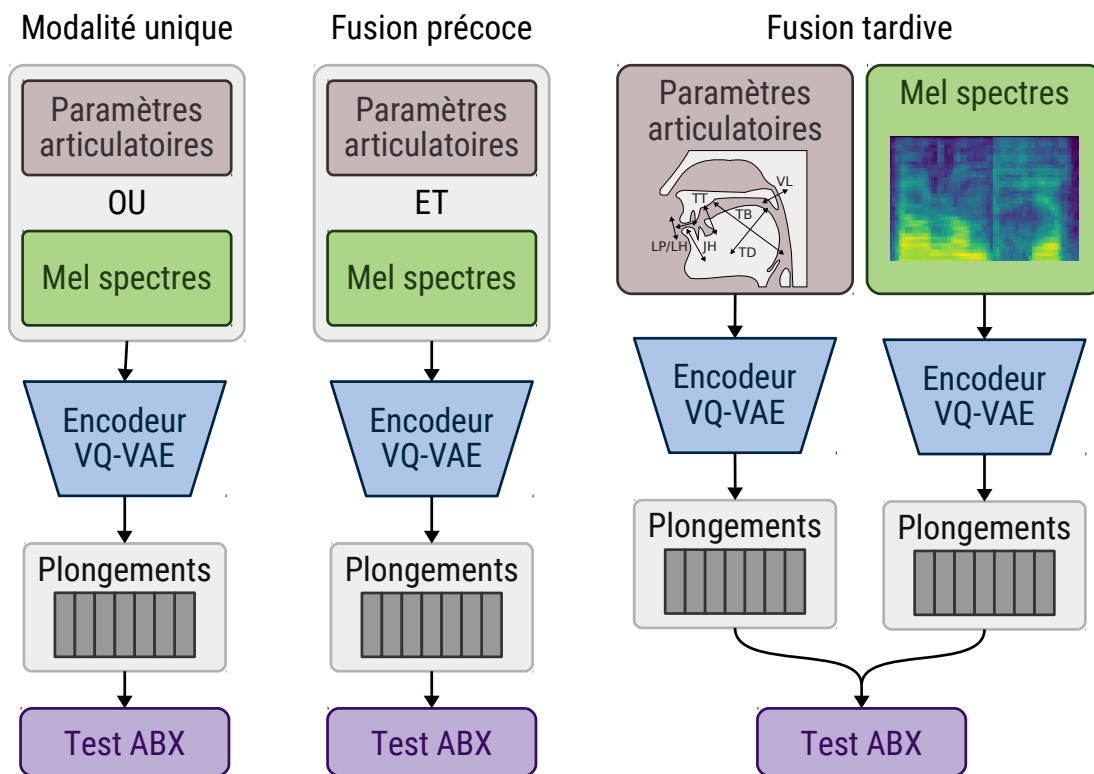 Modalité unique
Paramètres
articulatoires
OU
Mel spectres
Encodeur
VQ-VAE
Plongements
Test ABX
Fusion précoce
Paramètres
articulatoires
ET
Mel spectres
Encodeur
VQ-VAE
Plongements
Test ABX
Fusion tardive
Paramètres
articulatoires
VL
TT
TB
LP/LH
JH
TD
Encodeur
VQ-VAE
Plongements
Mel spectres
Encodeur
VQ-VAE
Plongements
Test ABX